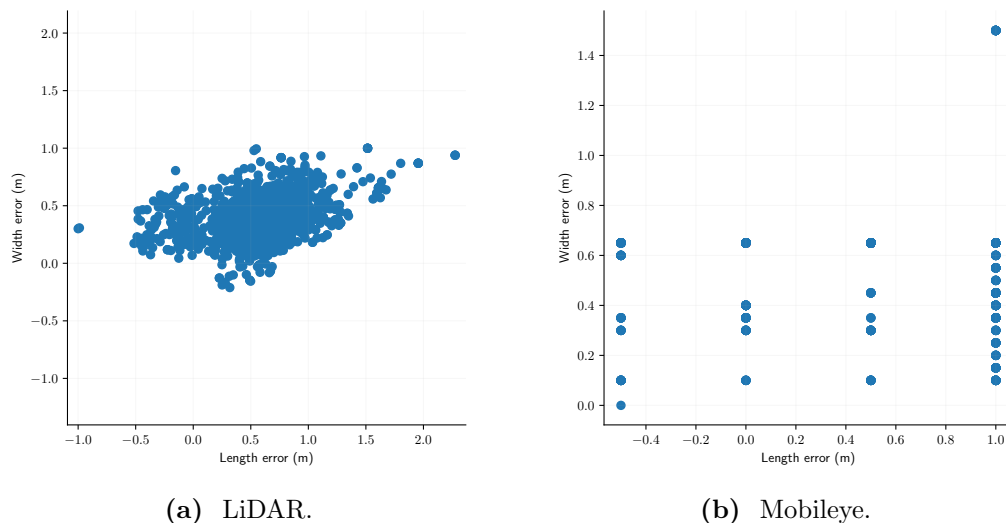 2.0
1.5
1.0
0.5
0.0
−0.5
−1.0
Width error (m)
−1.0 −0.5 0.0 0.5 1.0 1.5 2.0
Length error (m)
(a) LiDAR.
1.4
1.2
1.0
0.8
0.6
0.4
0.2
0.0
Width error (m)
−0.4 −0.2 0.0 0.2 0.4 0.6 0.8 1.0
Length error (m)
(b) Mobileye.